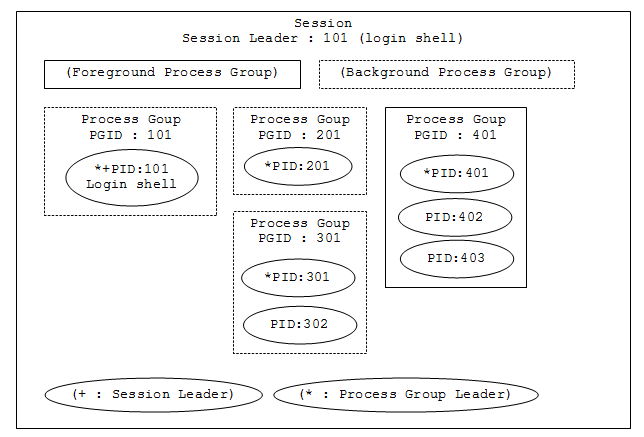 Session
Session Leader : 101 (login shell)
(Foreground Process Group)
(Background Process Group)
Process Goup
PGID : 101
*+PID:101
Login shell
Process Goup
PGID : 201
*PID:201
Process Goup
PGID : 301
*PID:301
PID:302
Process Goup
PGID : 401
*PID:401
PID:402
PID:403
(+ : Session Leader)
(* : Process Group Leader)